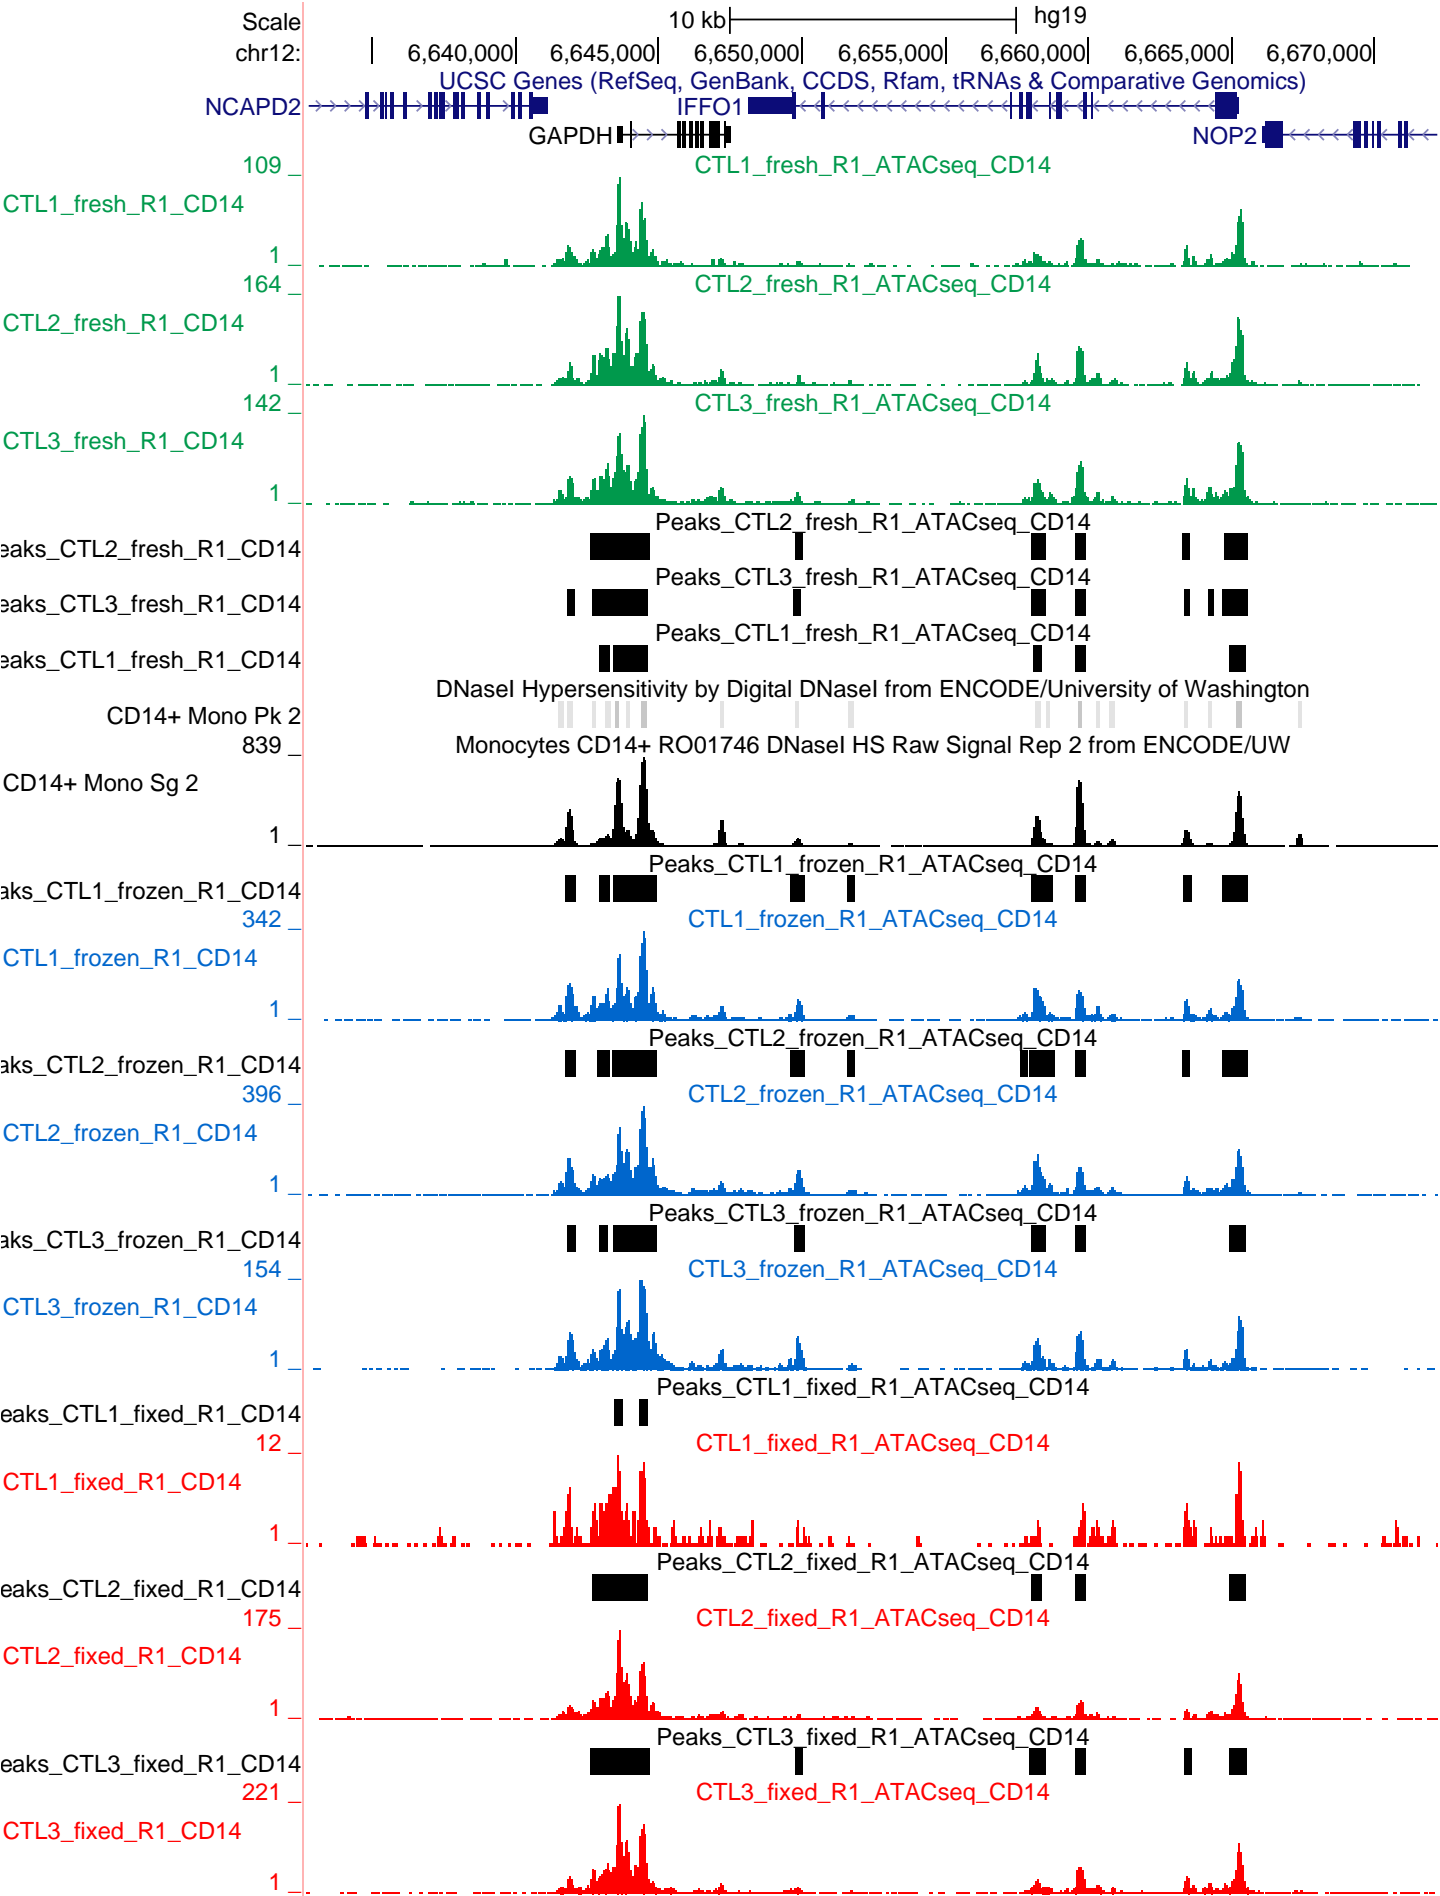 Scale 10 kb hg19
chr12: 6,640,000 6,645,000 6,650,000 6,655,000 6,660,000 6,665,000 6,670,000
UCSC Genes (RefSeq, GenBank, CCDS, Rfam, tRNAs & Comparative Genomics)
NCAPD2 IFFO1
GAPDH NOP2
109 _ CTL1_fresh_R1_ATACseq_CD14
CTL1_fresh_R1_CD14
1 _
164 _ CTL2_fresh_R1_ATACseq_CD14
CTL2_fresh_R1_CD14
1 _
142 _ CTL3_fresh_R1_ATACseq_CD14
CTL3_fresh_R1_CD14
1 _
Peaks_CTL2_fresh_R1_ATACseq_CD14
eaks_CTL2_fresh_R1_CD14
Peaks_CTL3_fresh_R1_ATACseq_CD14
eaks_CTL3_fresh_R1_CD14
Peaks_CTL1_fresh_R1_ATACseq_CD14
eaks_CTL1_fresh_R1_CD14
DNaseI Hypersensitivity by Digital DNaseI from ENCODE/University of Washington
CD14+ Mono Pk 2
839 _ Monocytes CD14+ RO01746 DNaseI HS Raw Signal Rep 2 from ENCODE/UW
CD14+ Mono Sg 2
1 _
Peaks_CTL1_frozen_R1_ATACseq_CD14
aks_CTL1_frozen_R1_CD14
342 _ CTL1_frozen_R1_ATACseq_CD14
CTL1_frozen_R1_CD14
1 _
Peaks_CTL2_frozen_R1_ATACseq_CD14
aks_CTL2_frozen_R1_CD14
396 _ CTL2_frozen_R1_ATACseq_CD14
CTL2_frozen_R1_CD14
1 _
Peaks_CTL3_frozen_R1_ATACseq_CD14
aks_CTL3_frozen_R1_CD14
154 _ CTL3_frozen_R1_ATACseq_CD14
CTL3_frozen_R1_CD14
1 _
Peaks_CTL1_fixed_R1_ATACseq_CD14
eaks_CTL1_fixed_R1_CD14
12 _ CTL1_fixed_R1_ATACseq_CD14
CTL1_fixed_R1_CD14
1 _
Peaks_CTL2_fixed_R1_ATACseq_CD14
eaks_CTL2_fixed_R1_CD14
175 _ CTL2_fixed_R1_ATACseq_CD14
CTL2_fixed_R1_CD14
1 _
Peaks_CTL3_fixed_R1_ATACseq_CD14
eaks_CTL3_fixed_R1_CD14
221 _ CTL3_fixed_R1_ATACseq_CD14
CTL3_fixed_R1_CD14
1 _